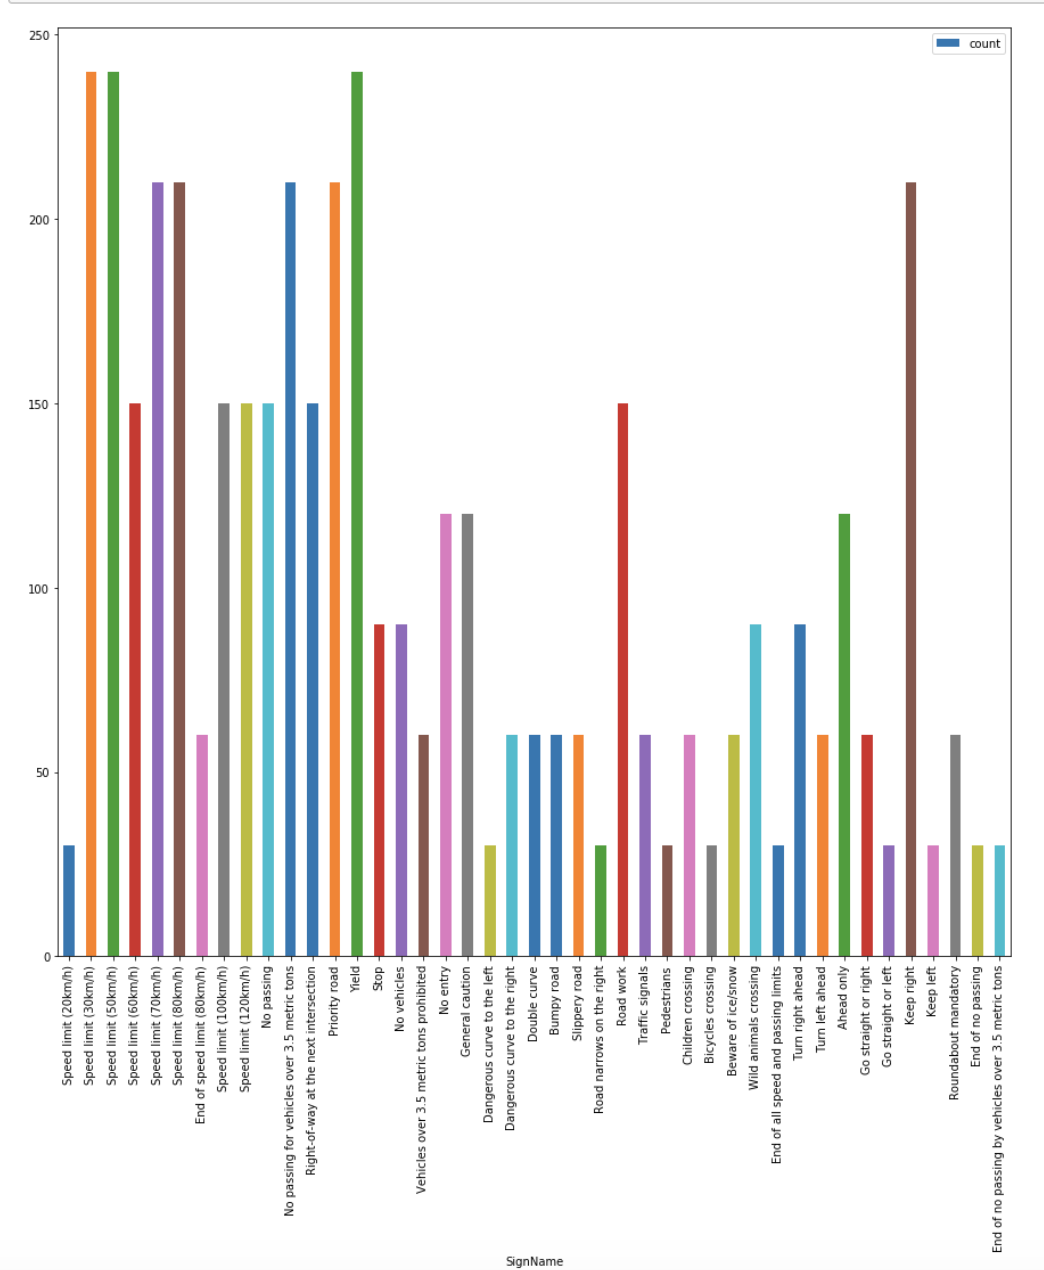 250
count
200
150
100
50
0
Speed limit (20km/h)
Speed limit (30km/h)
Speed limit (50km/h)
Speed limit (60km/h)
Speed limit (70km/h)
Speed limit (80km/h)
End of speed limit (80km/h)
Speed limit (100km/h)
Speed limit (120km/h)
No passing
No passing for vehicles over 3.5 metric tons
Right-of-way at the next intersection
Priority road
Yield
Stop
No vehicles
Vehicles over 3.5 metric tons prohibited
No entry
General caution
Dangerous curve to the left
Dangerous curve to the right
Double curve
Bumpy road
Slippery road
Road narrows on the right
Road work
Traffic signals
Pedestrians
Children crossing
Bicycles crossing
Beware of ice/snow
Wild animals crossing
End of all speed and passing limits
Turn right ahead
Turn left ahead
Ahead only
Go straight or right
Go straight or left
Keep right
Keep left
Roundabout mandatory
End of no passing
End of no passing by vehicles over 3.5 metric tons
SignName